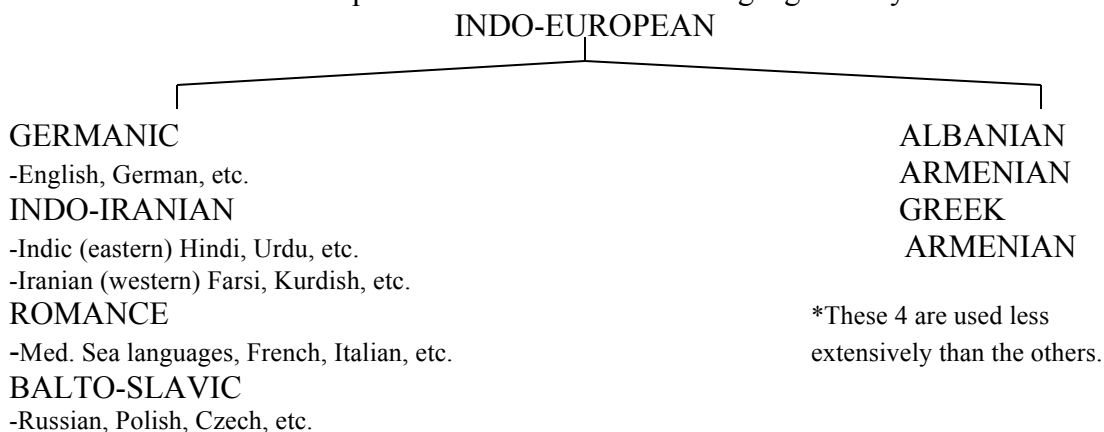 INDO-EUROPEAN
GERMANIC
-English, German, etc.
INDO-IRANIAN
-Indic (eastern) Hindi, Urdu, etc.
-Iranian (western) Farsi, Kurdish, etc.
ROMANCE
-Med. Sea languages, French, Italian, etc.
BALTO-SLAVIC
-Russian, Polish, Czech, etc.
ALBANIAN
ARMENIAN
GREEK
ARMENIAN
*These 4 are used less
extensively than the others.